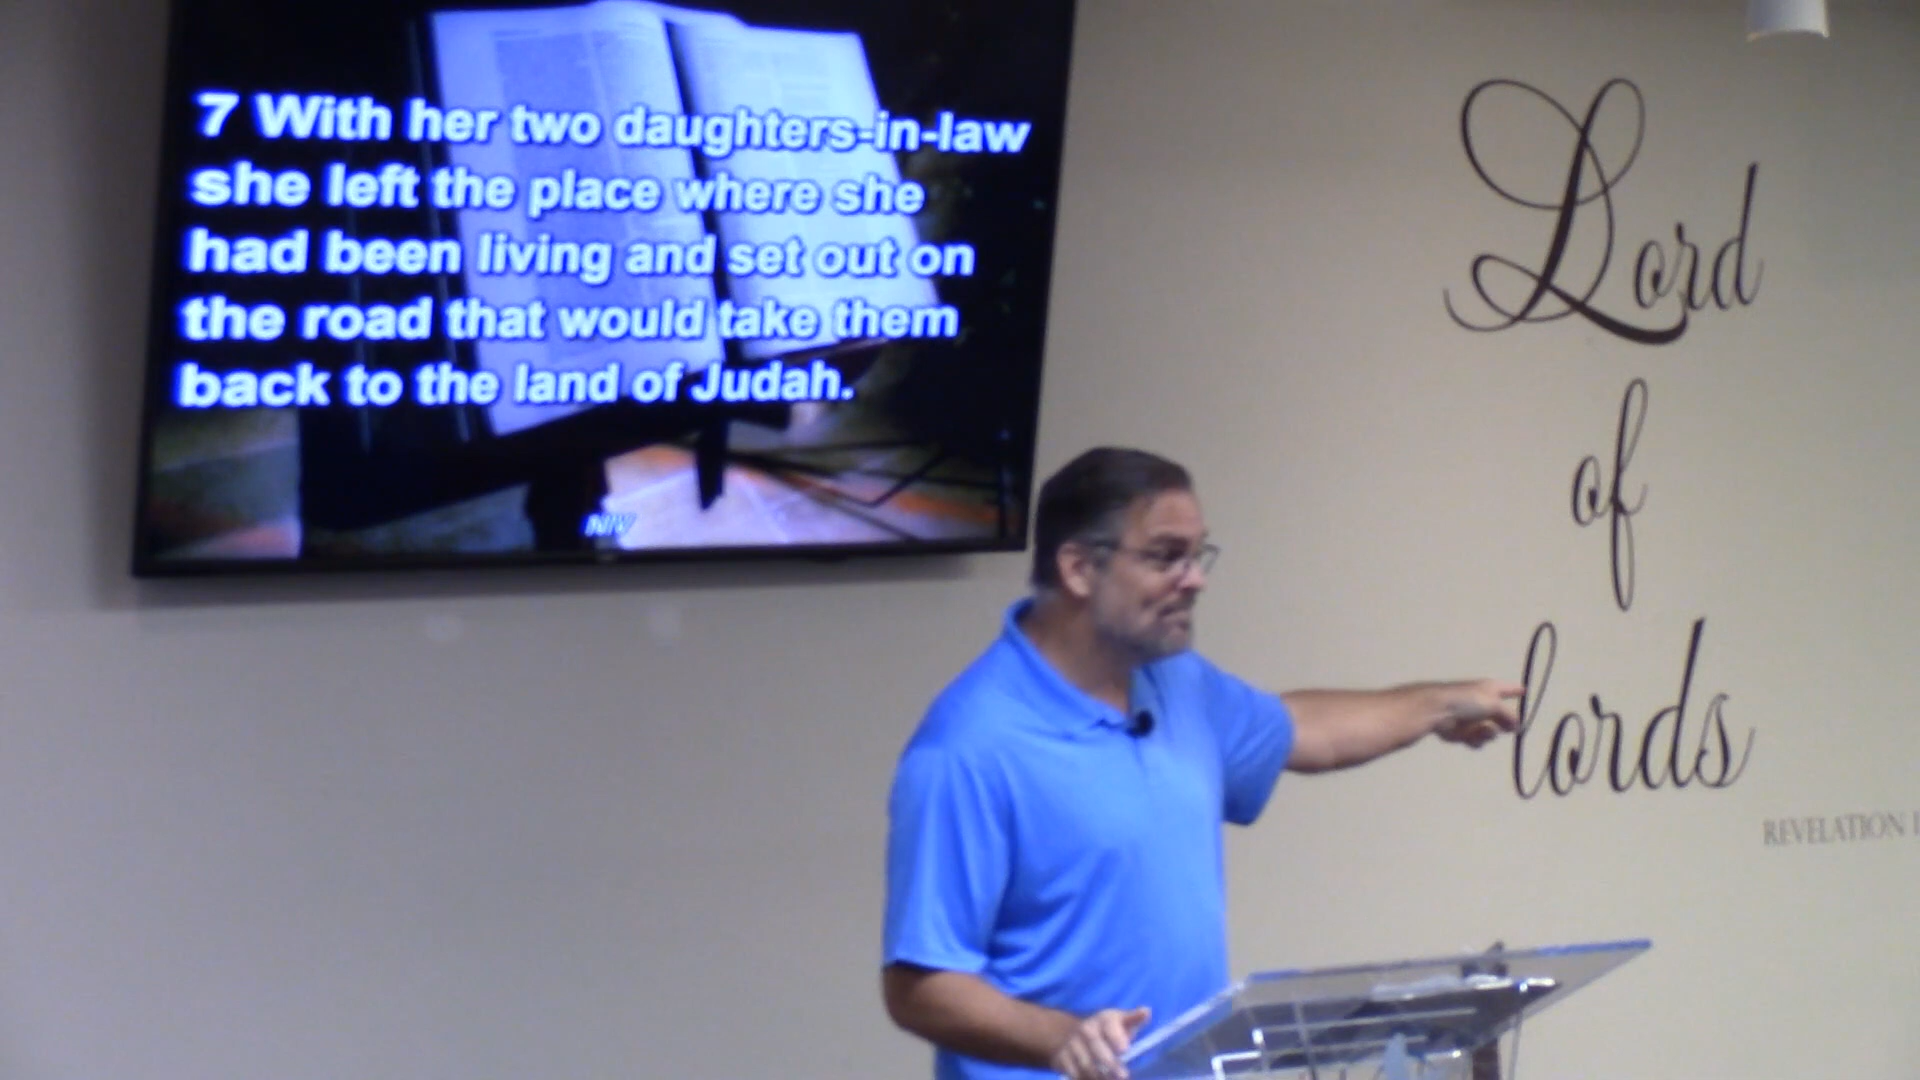 7 With her two daughters-in-law
she left the place where she
had been living and set out on
the road that would take them
back to the land of Judah.
NIV
Lord
of
lords
REVELATION